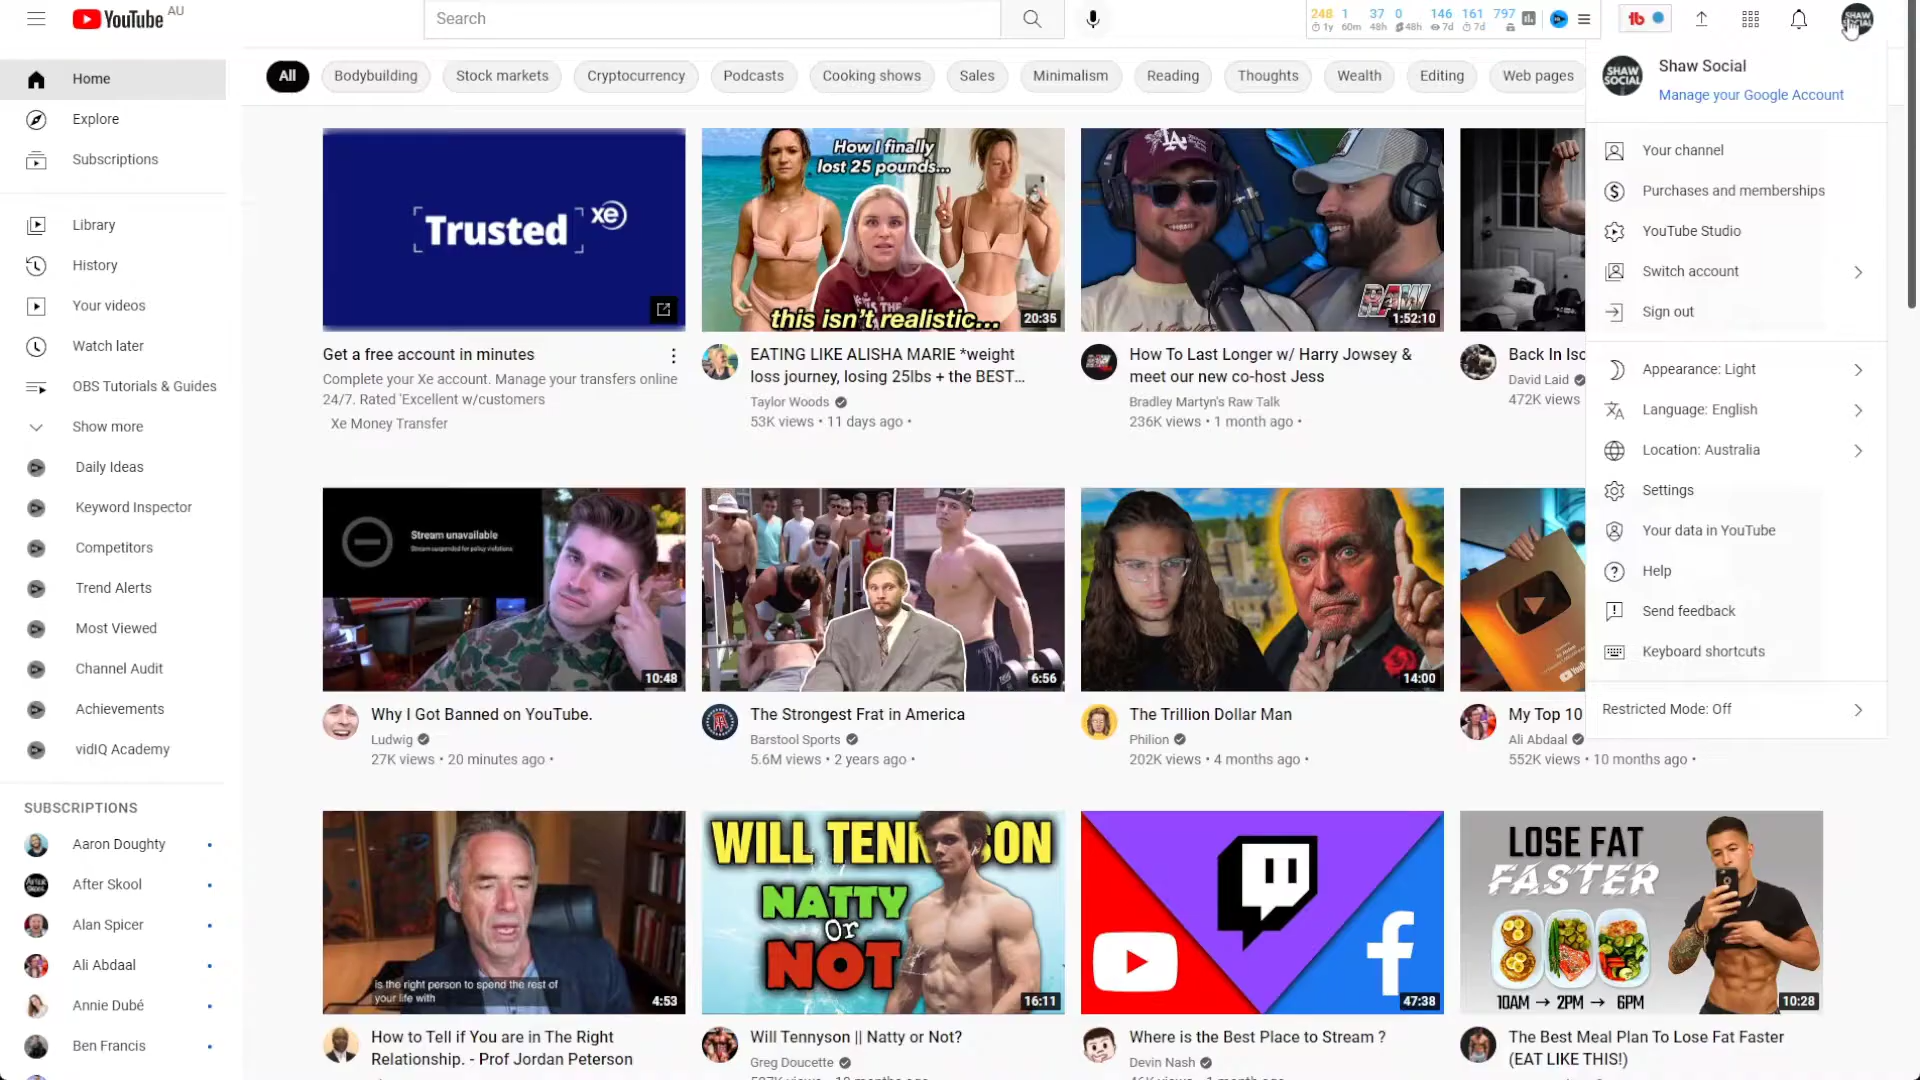 YouTube AU
Search
248 1 37 0 146 161 797
1y 60m 48h 48h 7d 7d
Home
Explore
Subscriptions
Library
History
Your videos
Watch later
OBS Tutorials & Guides
Show more
Daily Ideas
Keyword Inspector
Competitors
Trend Alerts
Most Viewed
Channel Audit
Achievements
vidIQ Academy
SUBSCRIPTIONS
Aaron Doughty
After Skool
Alan Spicer
Ali Abdaal
Annie Dubé
Ben Francis
All Bodybuilding Stock markets Cryptocurrency Podcasts Cooking shows Sales Minimalism Reading Thoughts Wealth Editing Web pages
Trusted xe
Get a free account in minutes
Complete your Xe account. Manage your transfers online
24/7. Rated 'Excellent w/customers
Xe Money Transfer
How I finally
lost 25 pounds...
this isn't realistic...
20:35
EATING LIKE ALISHA MARIE *weight
loss journey, losing 25lbs + the BEST...
Taylor Woods
53K views • 11 days ago •
LA
RAW
1:52:10
How To Last Longer w/ Harry Jowsey &
meet our new co-host Jess
Bradley Martyn's Raw Talk
236K views • 1 month ago •
Back In Iso
David Laid
472K views
Stream unavailable
Stream suspended for policy violations
10:48
Why I Got Banned on YouTube.
Ludwig
27K views • 20 minutes ago •
6:56
The Strongest Frat in America
Barstool Sports
5.6M views • 2 years ago •
14:00
The Trillion Dollar Man
Philion
202K views • 4 months ago •
My Top 10
Ali Abdaal
552K views • 10 months ago •
is the right person to spend the rest of
your life with
4:53
How to Tell if You are in The Right
Relationship. - Prof Jordan Peterson
WILL TENNYSON
NATTY
Or
NOT
16:11
Will Tennyson || Natty or Not?
Greg Doucette
47:38
Where is the Best Place to Stream ?
Devin Nash
LOSE FAT
FASTER
10AM → 2PM → 6PM
10:28
The Best Meal Plan To Lose Fat Faster
(EAT LIKE THIS!)
SHAW
SOCIAL
Shaw Social
Manage your Google Account
Your channel
Purchases and memberships
YouTube Studio
Switch account
Sign out
Appearance: Light
Language: English
Location: Australia
Settings
Your data in YouTube
Help
Send feedback
Keyboard shortcuts
Restricted Mode: Off